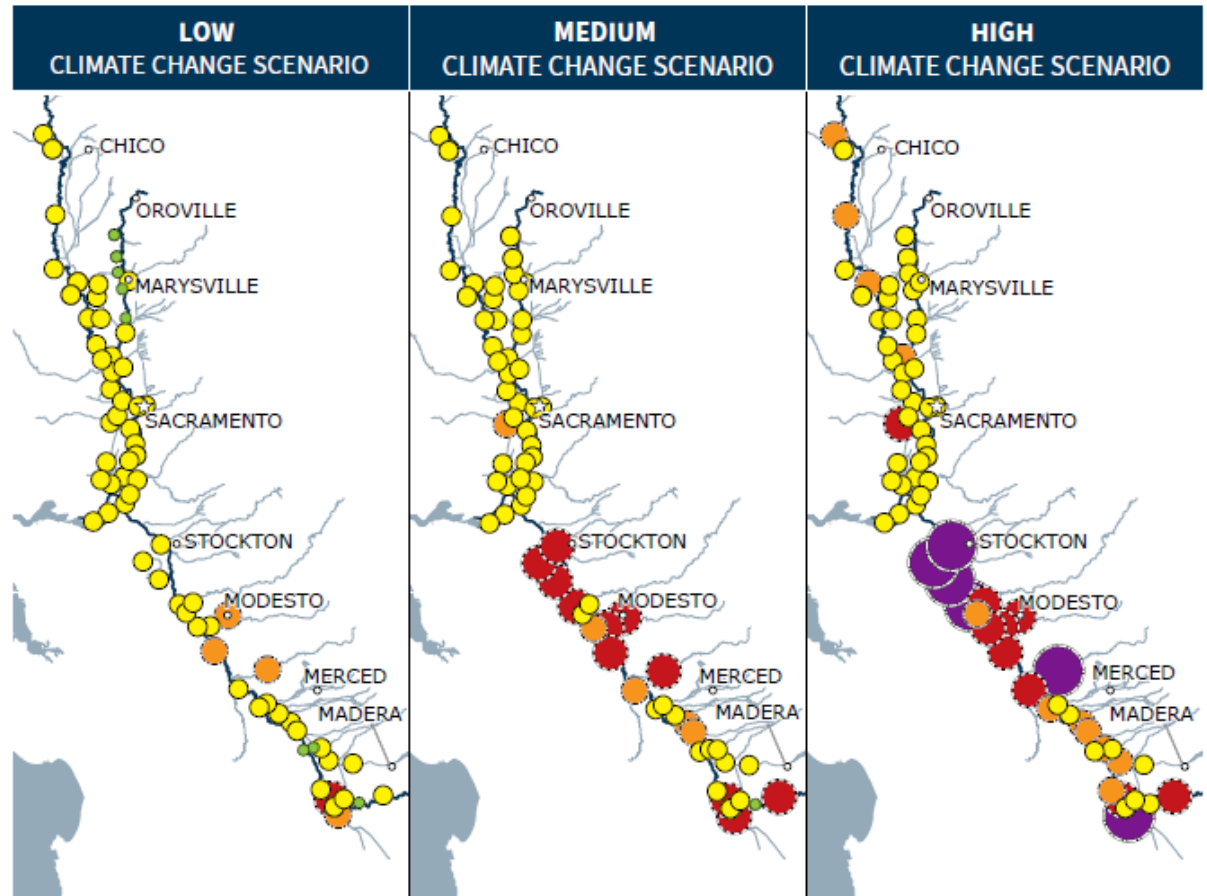 LOW
CLIMATE CHANGE SCENARIO
MEDIUM
CLIMATE CHANGE SCENARIO
HIGH
CLIMATE CHANGE SCENARIO
CHICO
OROVILLE
MARYSVILLE
SACRAMENTO
STOCKTON
MODESTO
MERCED
MADERA
CHICO
OROVILLE
MARYSVILLE
SACRAMENTO
STOCKTON
MODESTO
MERCED
MADERA
CHICO
OROVILLE
MARYSVILLE
SACRAMENTO
STOCKTON
MODESTO
MERCED
MADERA